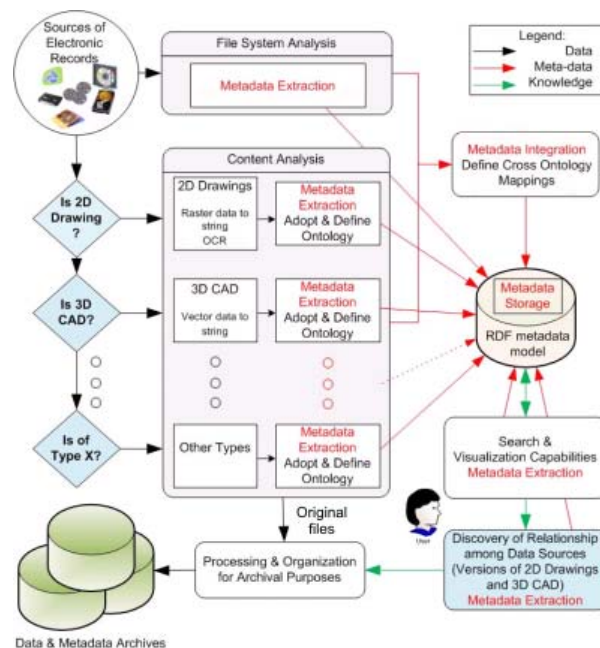 Sources of
Electronic
Records
File System Analysis
Metadata Extraction
Legend:
Data
Meta-data
Knowledge
Content Analysis
2D Drawings
Raster data to
string
OCR
Metadata
Extraction
Adopt & Define
Ontology
Is 2D
Drawing
?
Metadata Integration
Define Cross Ontology
Mappings
Is 3D
CAD?
3D CAD
Vector data to
string
Metadata
Extraction
Adopt & Define
Ontology
Metadata
Storage
RDF metadata
model
Is of
Type X?
Other Types
Metadata
Extraction
Adopt & Define
Ontology
Search &
Visualization Capabilities
Metadata Extraction
Original
files
User
Processing & Organization
for Archival Purposes
Discovery of Relationship
among Data Sources
(Versions of 2D Drawings
and 3D CAD)
Metadata Extraction
Data & Metadata Archives